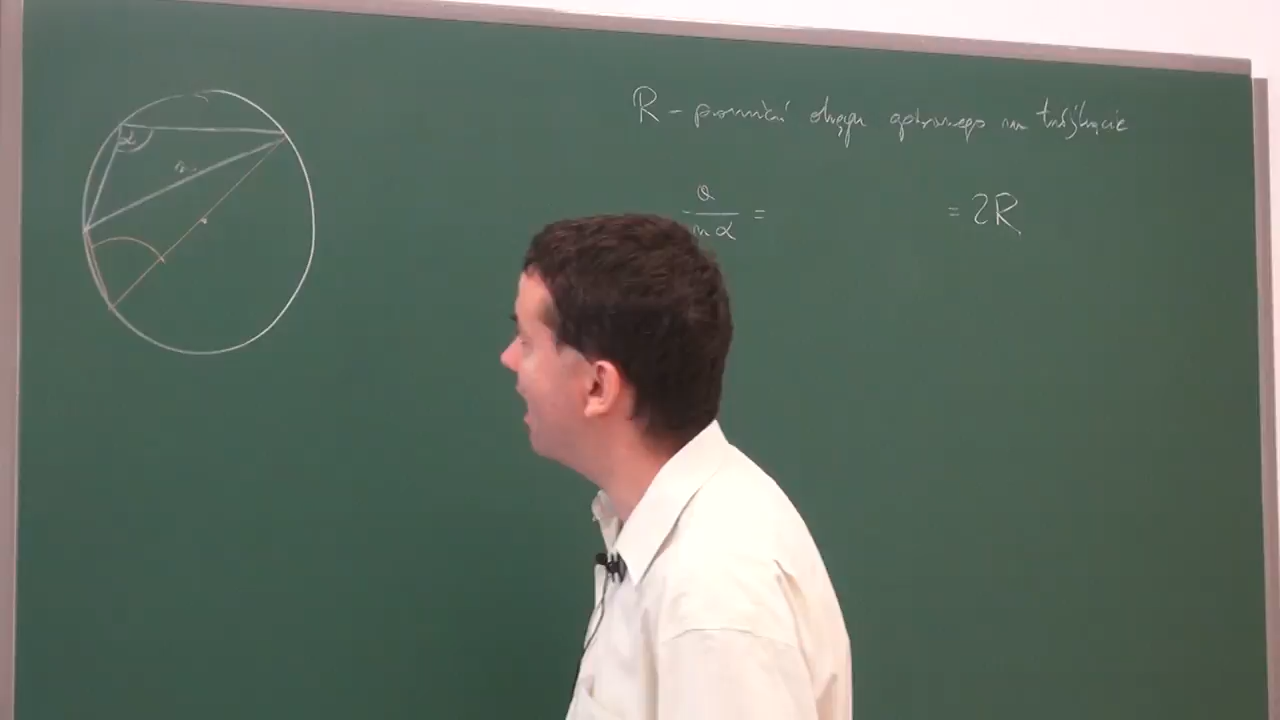 R - promień okręgu opisanego na trójkącie
a
sin α = = 2R
α
a